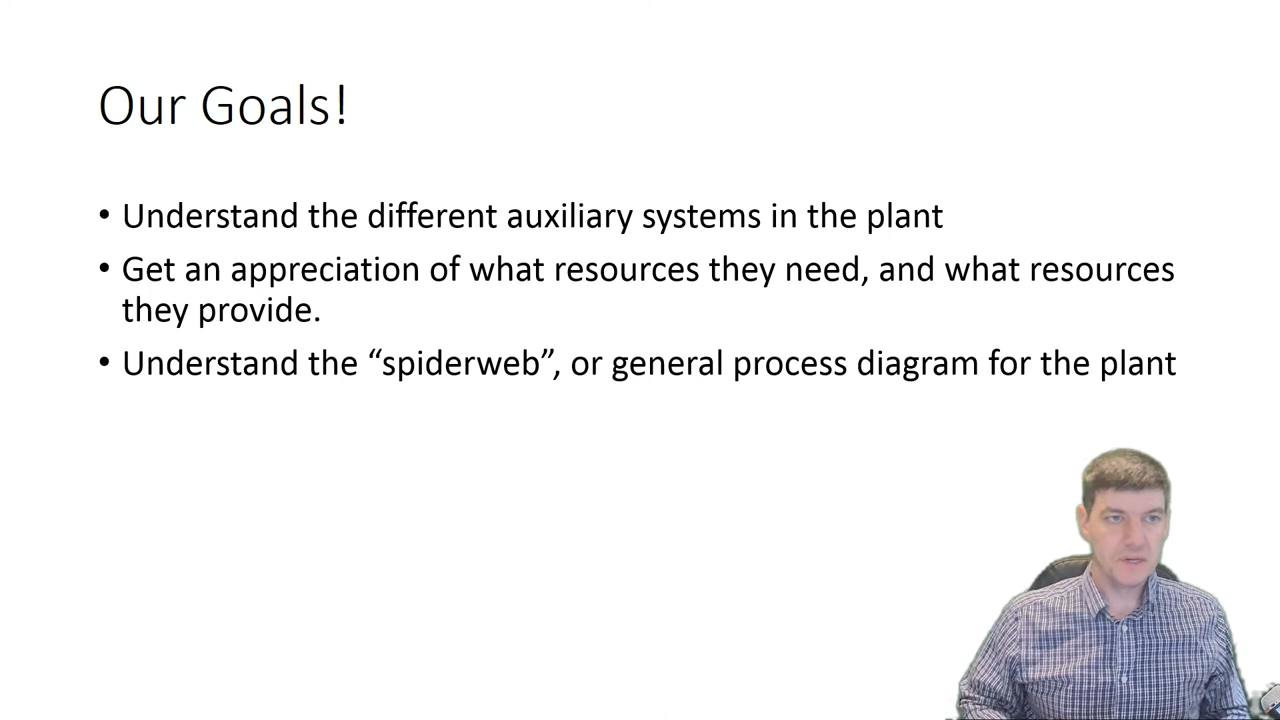 Our Goals!
• Understand the different auxiliary systems in the plant
• Get an appreciation of what resources they need, and what resources
they provide.
• Understand the “spiderweb”, or general process diagram for the plant